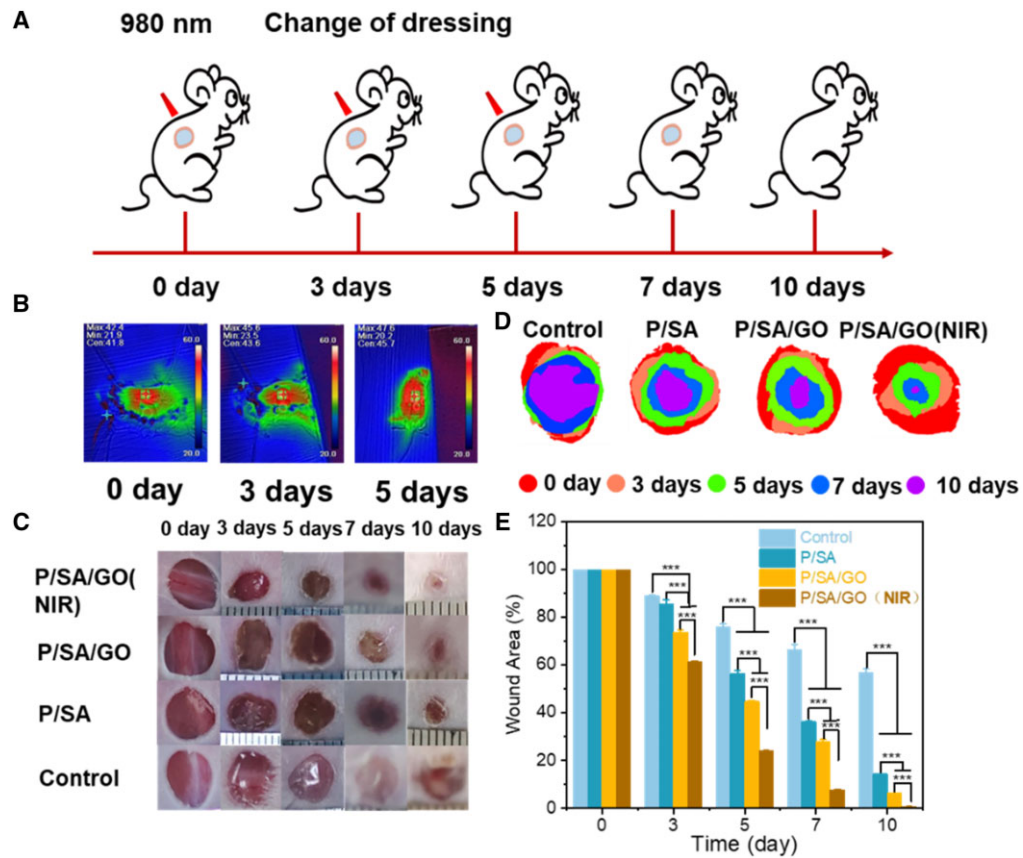 A
980 nm Change of dressing
0 day 3 days 5 days 7 days 10 days
B
Max:42.4
Min:21.9
Cen:41.8
60.0
20.0
Max:45.6
Min:23.5
Cen:43.6
60.0
20.0
Max:47.6
Min:20.2
Cen:45.7
60.0
20.0
0 day 3 days 5 days
C
0 day 3 days 5 days 7 days 10 days
P/SA/GO(
NIR)
P/SA/GO
P/SA
Control
D
Control P/SA P/SA/GO P/SA/GO(NIR)
0 day 3 days 5 days 7 days 10 days
E
Wound Area (%)
120
100
80
60
40
20
0
Control
P/SA
P/SA/GO
P/SA/GO（NIR）
*** *** ***
*** *** ***
*** *** ***
*** *** ***
0 3 5 7 10
Time (day)